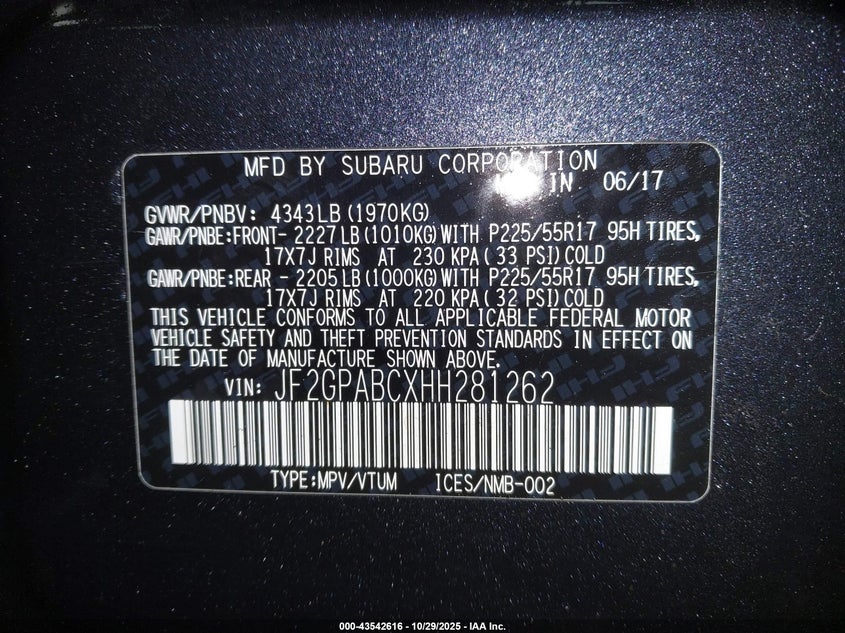 MFD BY SUBARU CORPORATION
IN 06/17
GVWR/PNBV: 4343LB (1970KG)
GAWR/PNBE:FRONT- 2227LB (1010KG) WITH P225/55R17 95H TIRES,
17X7J RIMS AT 230 KPA (33 PSI) COLD
GAWR/PNBE:REAR - 2205LB (1000KG) WITH P225/55R17 95H TIRES,
17X7J RIMS AT 220 KPA (32 PSI) COLD
THIS VEHICLE CONFORMS TO ALL APPLICABLE FEDERAL MOTOR
VEHICLE SAFETY AND THEFT PREVENTION STANDARDS IN EFFECT ON
THE DATE OF MANUFACTURE SHOWN ABOVE.
VIN: JF2GPABCXHH281262
TYPE:MPV/VTUM ICES/NMB-002
000-43542616 - 10/29/2025 - IAA Inc.